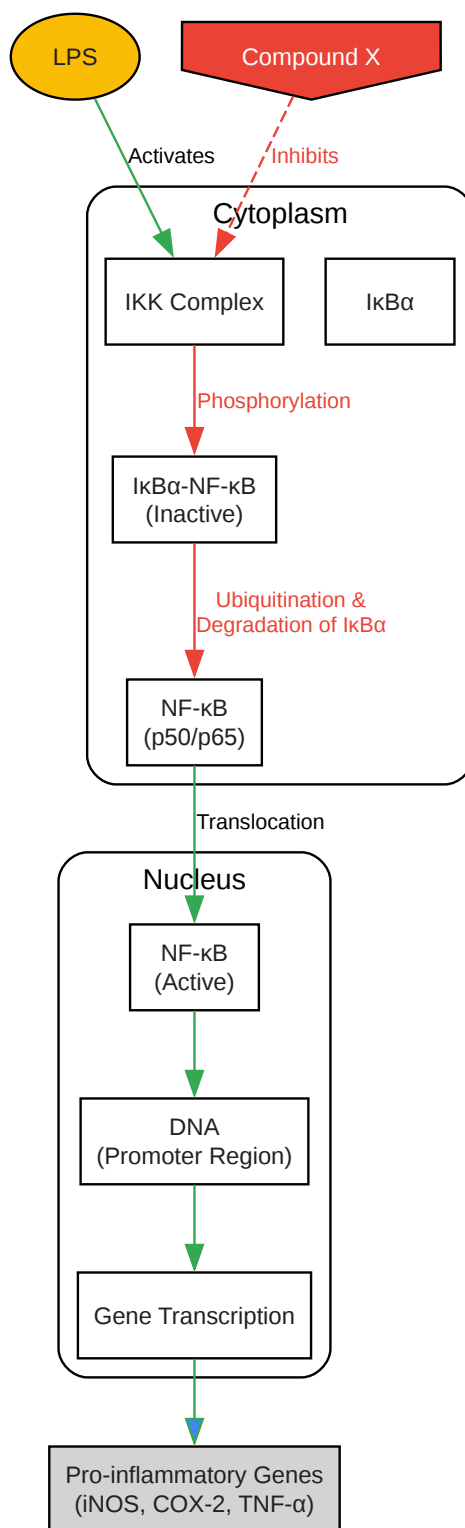 LPS
Compound X
Activates
Inhibits
Cytoplasm
IKK Complex
IκBα
Phosphorylation
IκBα-NF-κB
(Inactive)
Ubiquitination &
Degradation of IκBα
NF-κB
(p50/p65)
Translocation
Nucleus
NF-κB
(Active)
DNA
(Promoter Region)
Gene Transcription
Pro-inflammatory Genes
(iNOS, COX-2, TNF-α)